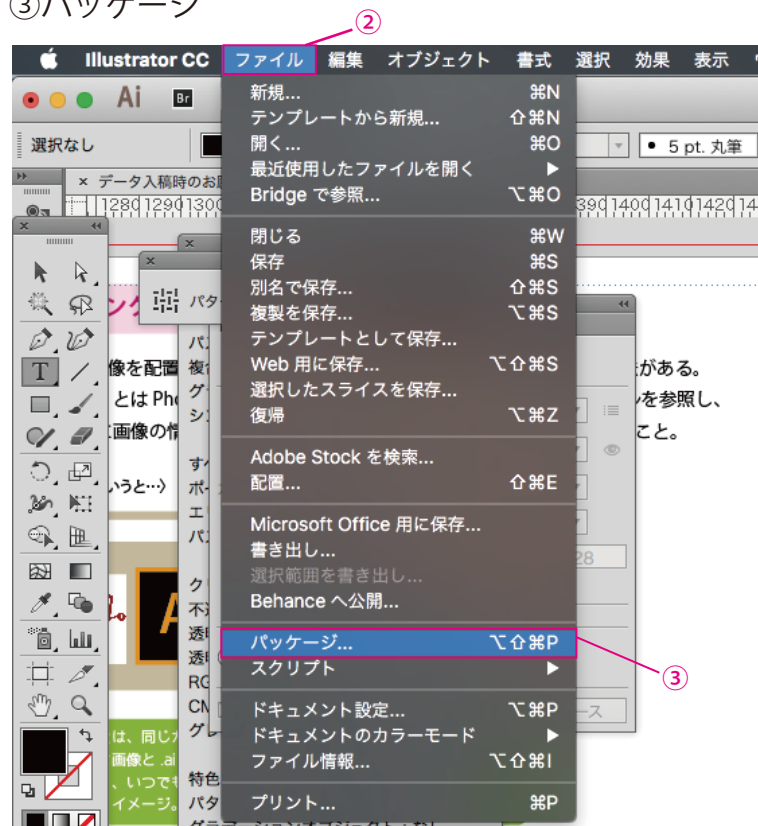 ③パッケージ
②
Illustrator CC ファイル 編集 オブジェクト 書式 選択 効果 表示
Ai Br
選択なし
5 pt. 丸筆
× データ入稿時のお
新規... ⌘N
テンプレートから新規... ⇧⌘N
開く... ⌘O
最近使用したファイルを開く ▶
Bridge で参照... ⌥⌘O
閉じる ⌘W
保存 ⌘S
別名で保存... ⇧⌘S
複製を保存... ⌥⌘S
テンプレートとして保存...
Web 用に保存... ⌥⇧⌘S
選択したスライスを保存...
復帰 ⌥⌘Z
Adobe Stock を検索...
配置... ⇧⌘E
Microsoft Office 用に保存...
書き出し...
選択範囲を書き出し...
Behance へ公開...
パッケージ... ⌥⇧⌘P
スクリプト ▶
③
ドキュメント設定... ⌥⌘P
ドキュメントのカラーモード ▶
ファイル情報... ⌥⇧⌘I
プリント... ⌘P
像を配置
がある。
とは Pho
を参照し、
画像の情
こと。
いうと…〉
28
ース
は、同じ
画像と .ai
、いつでも
イメージ。
特色